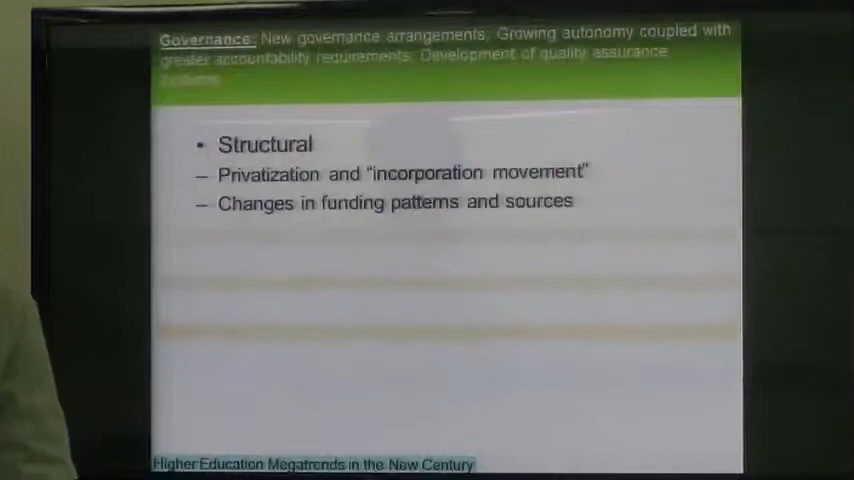 Governance: New governance arrangements; Growing autonomy coupled with
greater accountability requirements; Development of quality assurance
systems
• Structural
– Privatization and “incorporation movement”
– Changes in funding patterns and sources
Higher Education Megatrends in the New Century